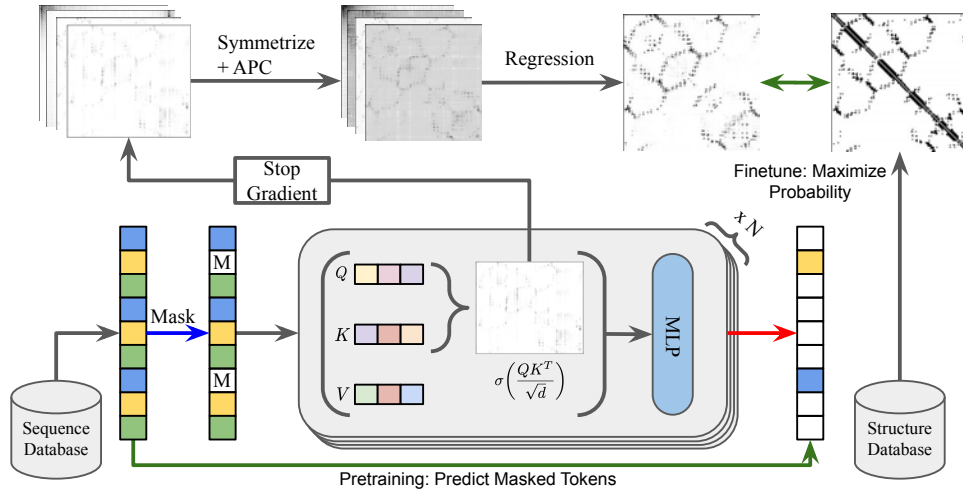 Symmetrize
+ APC
Regression
Stop
Gradient
Finetune: Maximize
Probability
x N
Mask
M
M
Q
K
V
σ(QK^T/√d)
MLP
Sequence
Database
Structure
Database
Pretraining: Predict Masked Tokens